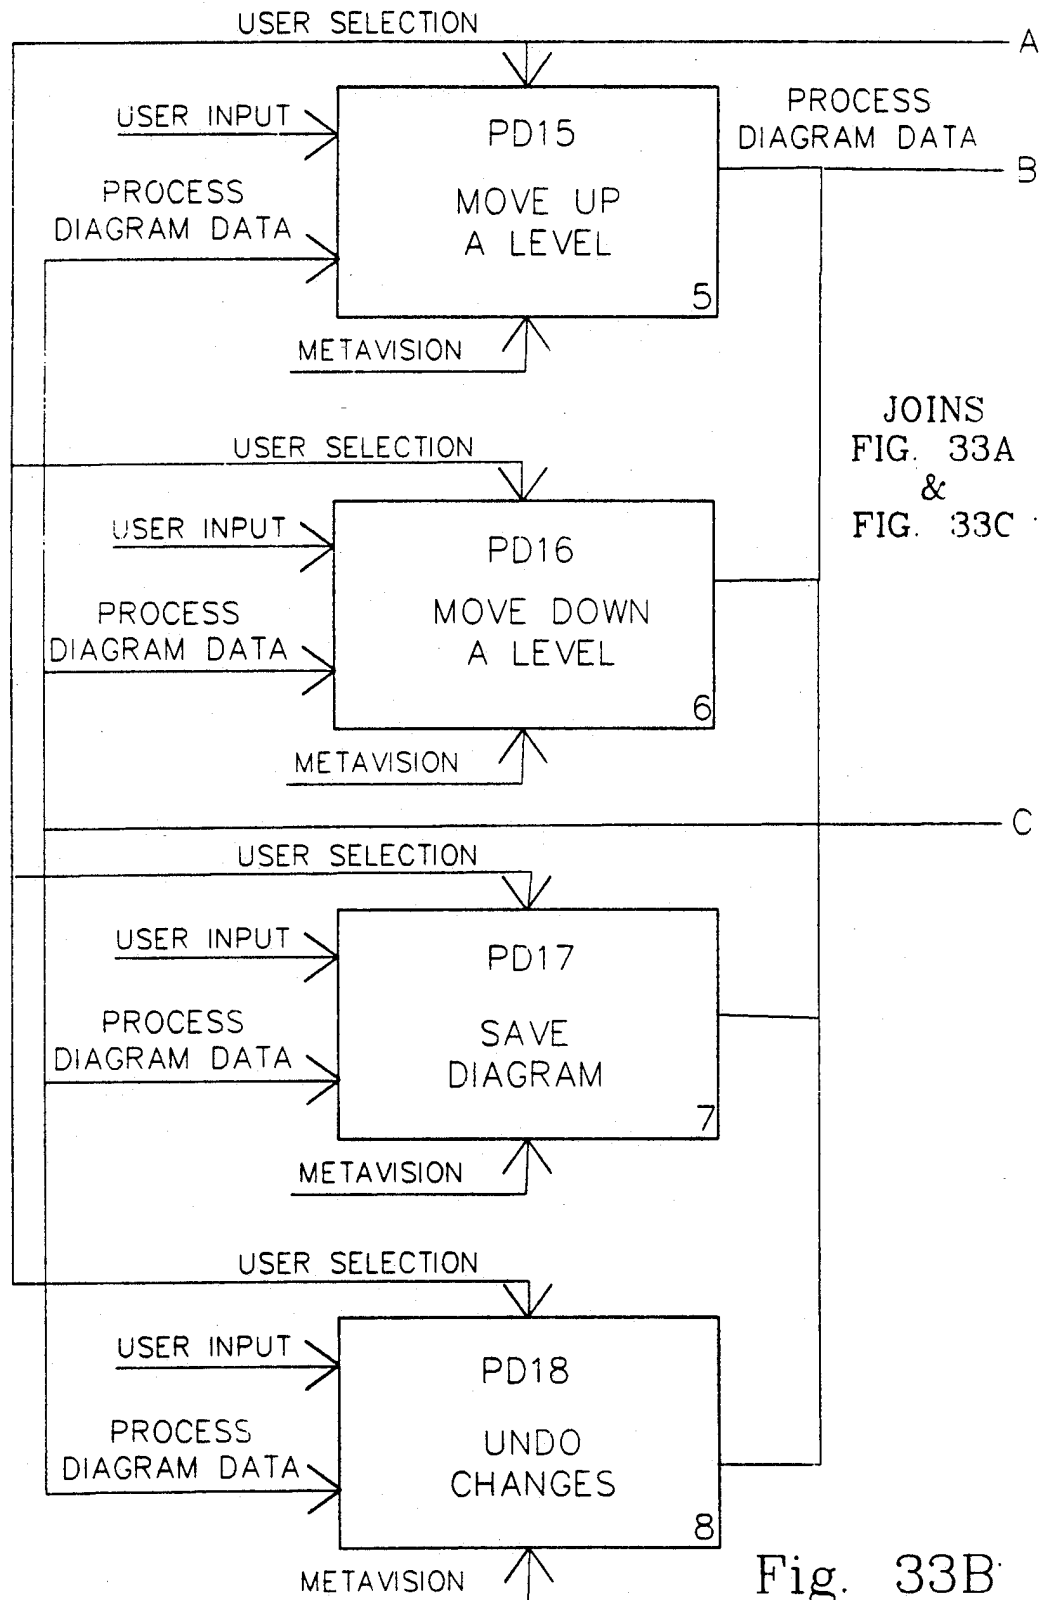 USER SELECTION
A
USER INPUT
PD15
PROCESS
DIAGRAM DATA
B
PROCESS
DIAGRAM DATA
MOVE UP
A LEVEL
5
METAVISION
JOINS
FIG. 33A
&
FIG. 33C
USER SELECTION
USER INPUT
PD16
PROCESS
DIAGRAM DATA
MOVE DOWN
A LEVEL
6
METAVISION
C
USER SELECTION
USER INPUT
PD17
PROCESS
DIAGRAM DATA
SAVE
DIAGRAM
7
METAVISION
USER SELECTION
USER INPUT
PD18
PROCESS
DIAGRAM DATA
UNDO
CHANGES
8
METAVISION
Fig. 33B